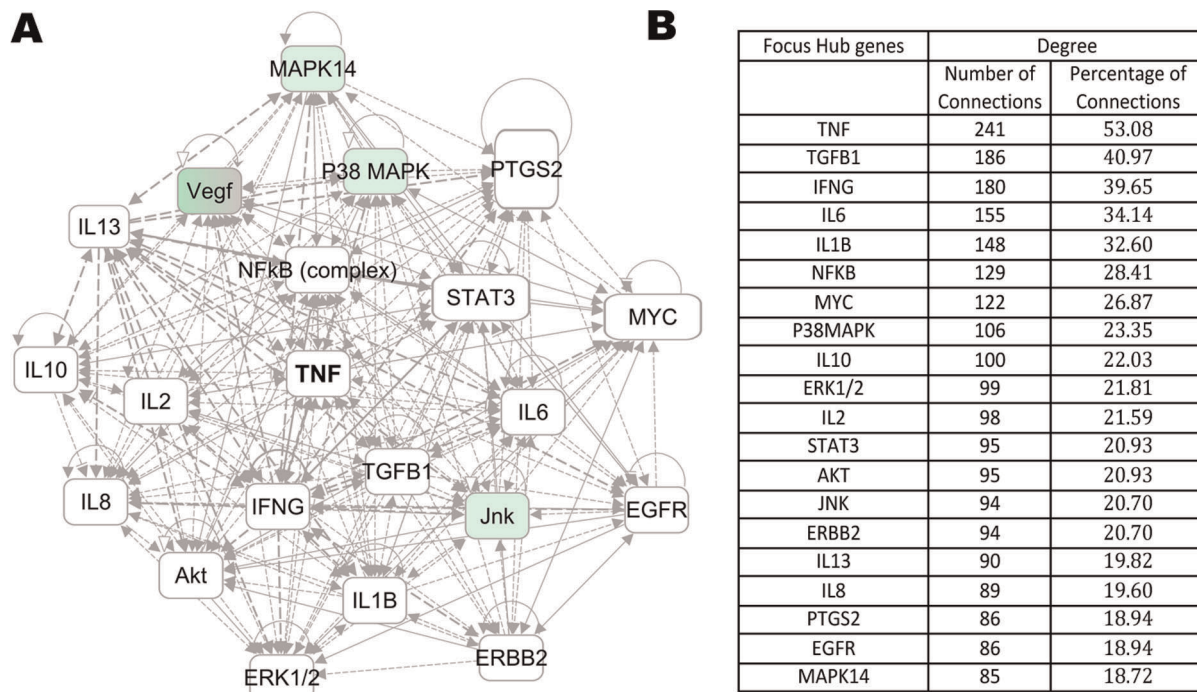 A
MAPK14
P38 MAPK
PTGS2
Vegf
IL13
NFkB (complex)
STAT3
MYC
IL10
TNF
IL2
IL6
TGFB1
IL8
IFNG
Jnk
EGFR
Akt
IL1B
ERBB2
ERK1/2
B
Focus Hub genes Degree
Number of Percentage of
Connections Connections
TNF 241 53.08
TGFB1 186 40.97
IFNG 180 39.65
IL6 155 34.14
IL1B 148 32.60
NFKB 129 28.41
MYC 122 26.87
P38MAPK 106 23.35
IL10 100 22.03
ERK1/2 99 21.81
IL2 98 21.59
STAT3 95 20.93
AKT 95 20.93
JNK 94 20.70
ERBB2 94 20.70
IL13 90 19.82
IL8 89 19.60
PTGS2 86 18.94
EGFR 86 18.94
MAPK14 85 18.72